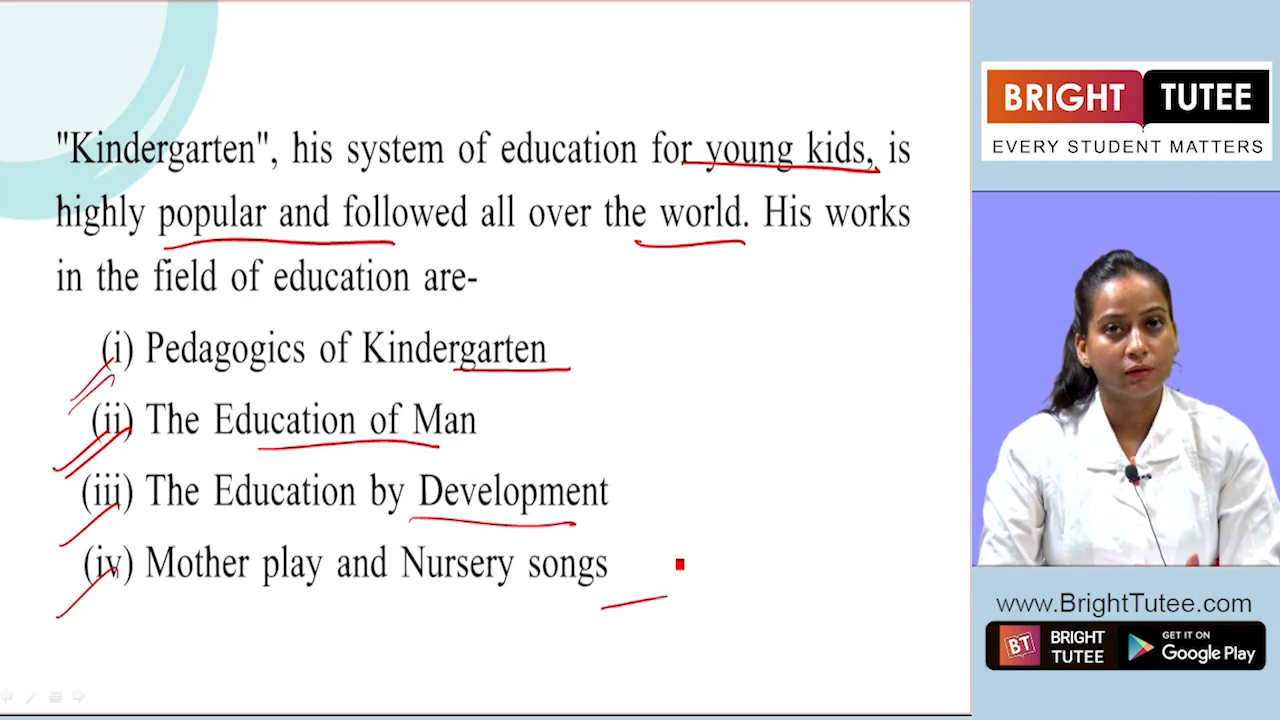 "Kindergarten", his system of education for young kids, is
highly popular and followed all over the world. His works
in the field of education are-
(i) Pedagogics of Kindergarten
(ii) The Education of Man
(iii) The Education by Development
(iv) Mother play and Nursery songs
BRIGHT TUTEE
EVERY STUDENT MATTERS
www.BrightTutee.com
BT
BRIGHT
TUTEE
GET IT ON
Google Play